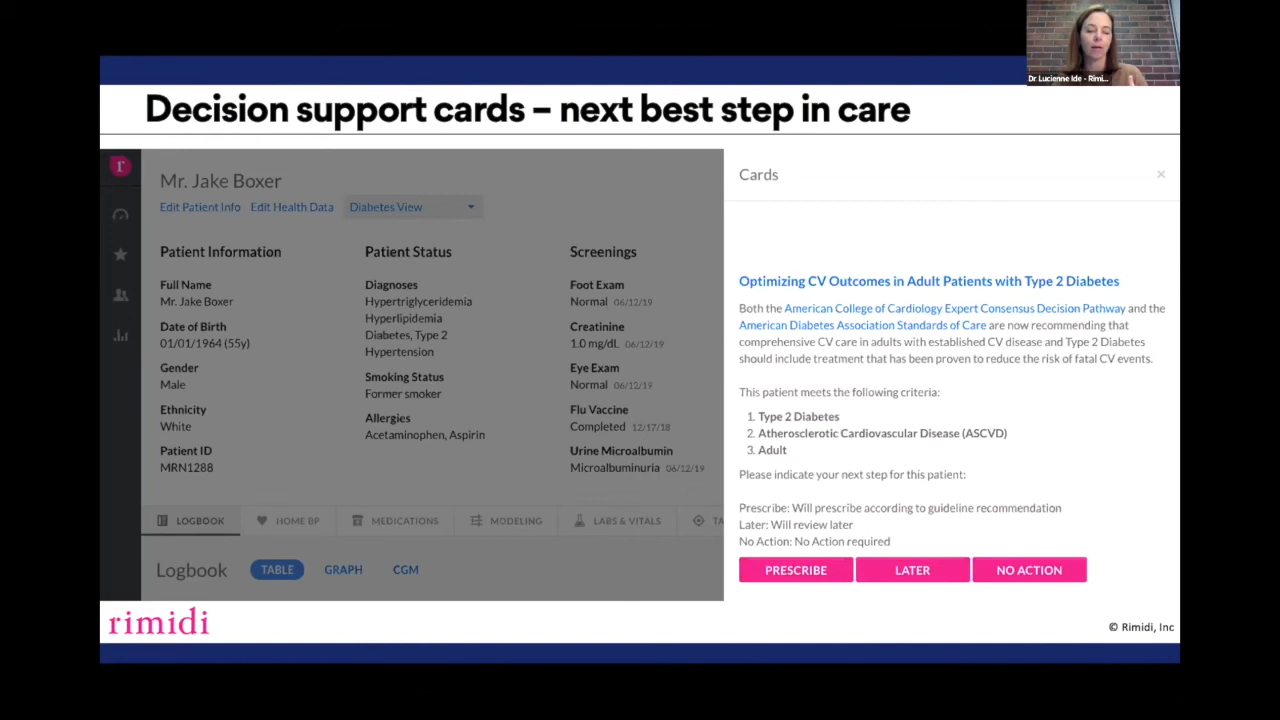 Dr Lucienne Ide - Rimi...
Decision support cards – next best step in care
r
Mr. Jake Boxer
Edit Patient Info
Edit Health Data
Diabetes View
Patient Information
Full Name
Mr. Jake Boxer
Date of Birth
01/01/1964 (55y)
Gender
Male
Ethnicity
White
Patient ID
MRN1288
Patient Status
Diagnoses
Hypertriglyceridemia
Hyperlipidemia
Diabetes, Type 2
Hypertension
Smoking Status
Former smoker
Allergies
Acetaminophen, Aspirin
Screenings
Foot Exam
Normal 06/12/19
Creatinine
1.0 mg/dL 06/12/19
Eye Exam
Normal 06/12/19
Flu Vaccine
Completed 12/17/18
Urine Microalbumin
Microalbuminuria 06/12/19
LOGBOOK
HOME BP
MEDICATIONS
MODELING
LABS & VITALS
TA
Logbook
TABLE
GRAPH
CGM
Cards
×
Optimizing CV Outcomes in Adult Patients with Type 2 Diabetes
Both the American College of Cardiology Expert Consensus Decision Pathway and the
American Diabetes Association Standards of Care are now recommending that
comprehensive CV care in adults with established CV disease and Type 2 Diabetes
should include treatment that has been proven to reduce the risk of fatal CV events.
This patient meets the following criteria:
1. Type 2 Diabetes
2. Atherosclerotic Cardiovascular Disease (ASCVD)
3. Adult
Please indicate your next step for this patient:
Prescribe: Will prescribe according to guideline recommendation
Later: Will review later
No Action: No Action required
PRESCRIBE
LATER
NO ACTION
rimidi
© Rimidi, Inc